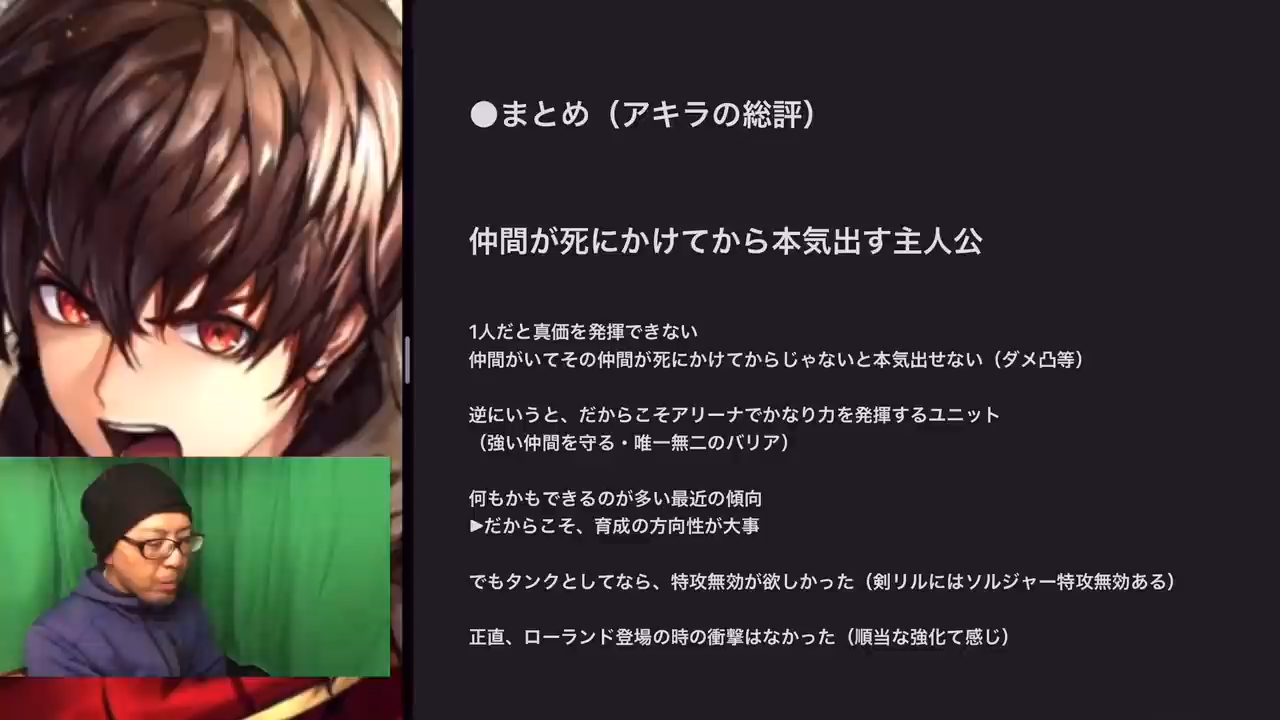 ●まとめ（アキラの総評）
仲間が死にかけてから本気出す主人公
1人だと真価を発揮できない
仲間がいてその仲間が死にかけてからじゃないと本気出せない（ダメ凸等）
逆にいうと、だからこそアリーナでかなり力を発揮するユニット
（強い仲間を守る・唯一無二のバリア）
何もかもできるのが多い最近の傾向
▶だからこそ、育成の方向性が大事
でもタンクとしてなら、特攻無効が欲しかった（剣リルにはソルジャー特攻無効ある）
正直、ローランド登場の時の衝撃はなかった（順当な強化て感じ）